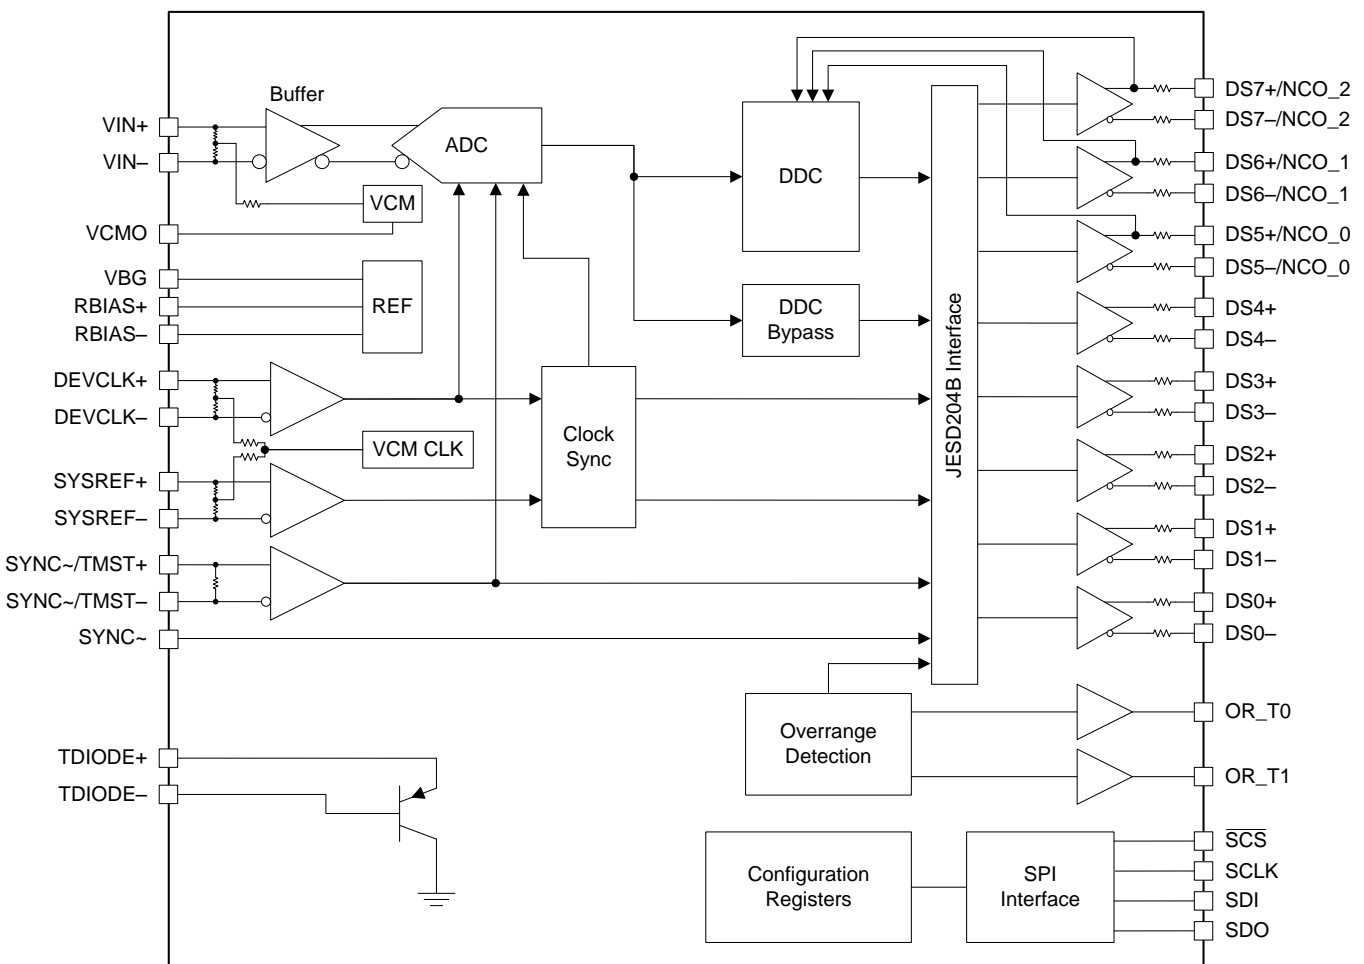 Buffer
VIN+
VIN–
VCMO
VBG
RBIAS+
RBIAS–
DEVCLK+
DEVCLK–
SYSREF+
SYSREF–
SYNC~/TMST+
SYNC~/TMST–
SYNC~
TDIODE+
TDIODE–
ADC
VCM
REF
VCM CLK
Clock
Sync
DDC
DDC
Bypass
JESD204B Interface
Overrange
Detection
Configuration
Registers
SPI
Interface
DS7+/NCO_2
DS7–/NCO_2
DS6+/NCO_1
DS6–/NCO_1
DS5+/NCO_0
DS5–/NCO_0
DS4+
DS4–
DS3+
DS3–
DS2+
DS2–
DS1+
DS1–
DS0+
DS0–
OR_T0
OR_T1
SCS
SCLK
SDI
SDO